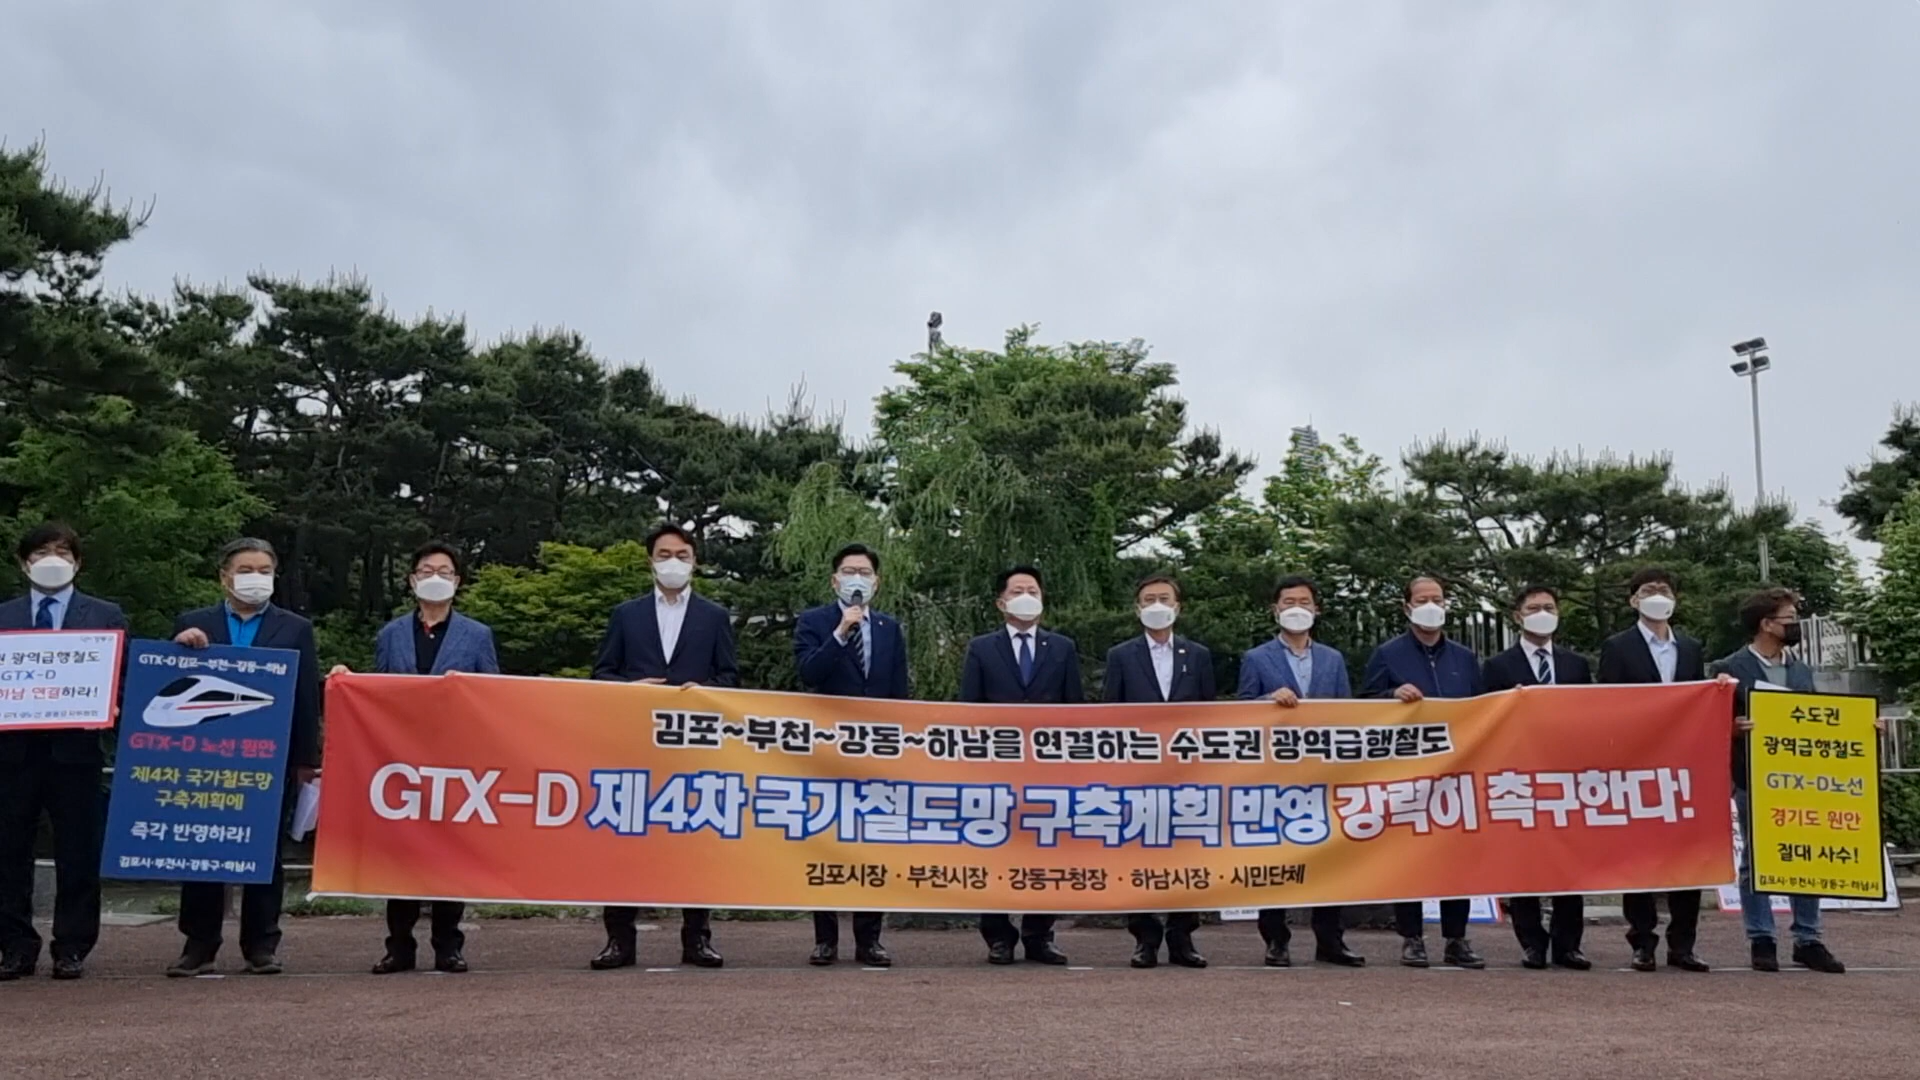 광역급행철도
GTX-D
하남 연결하라!
GTX-D 김포~부천~강동~하남
GTX-D 노선 원안
제4차 국가철도망
구축계획에
즉각 반영하라!
김포시·부천시·강동구·하남시
김포~부천~강동~하남을 연결하는 수도권 광역급행철도
GTX-D 제4차 국가철도망 구축계획 반영 강력히 촉구한다!
김포시장 · 부천시장 · 강동구청장 · 하남시장 · 시민단체
수도권
광역급행철도
GTX-D노선
경기도 원안
절대 사수!
김포시·부천시·강동구·하남시